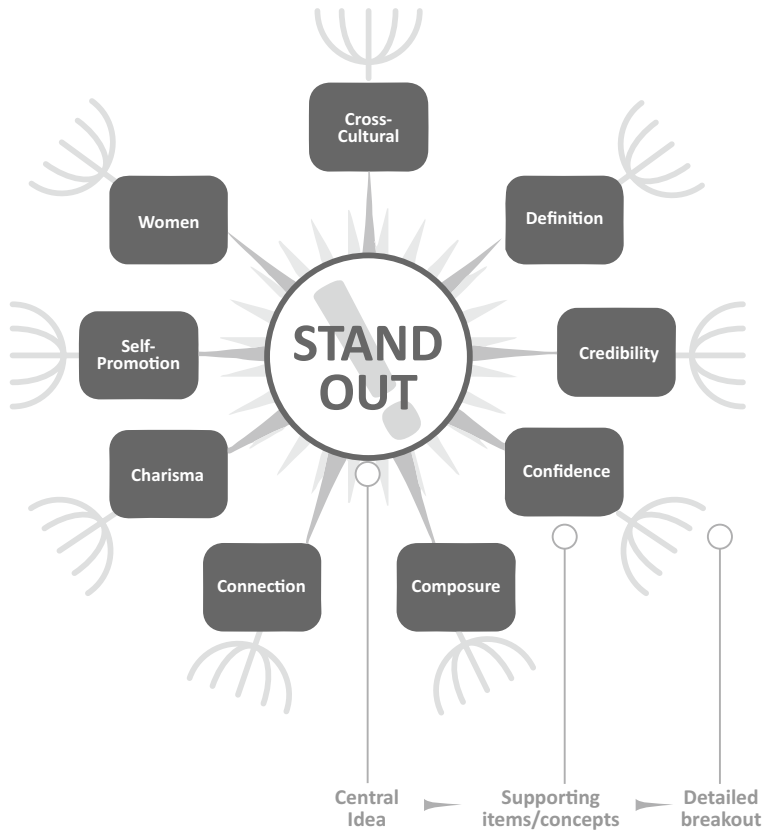 Cross-
Cultural
Women
Definition
STAND
OUT
Self-
Promotion
Credibility
Charisma
Confidence
Connection
Composure
Central
Idea
Supporting
items/concepts
Detailed
breakout